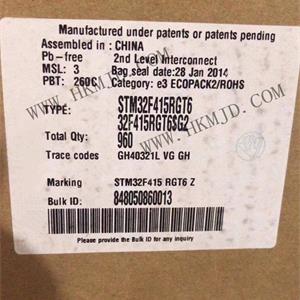 Manufactured under patents or patents pending
Assembled in : CHINA
Pb-free 2nd Level Interconnect
MSL: 3 Bag seal date:28 Jan 2014
PBT: 260C Category: e3 ECOPACK2/ROHS
TYPE: STM32F415RGT6
32F415RGT6$G2
Total Qty: 960
Trace codes GH40321L VG GH
Marking STM32F415 RGT6 Z
Bulk ID: 848050860013
Please provide the Bulk ID for any inquiry
WWW.HKMJD.COM